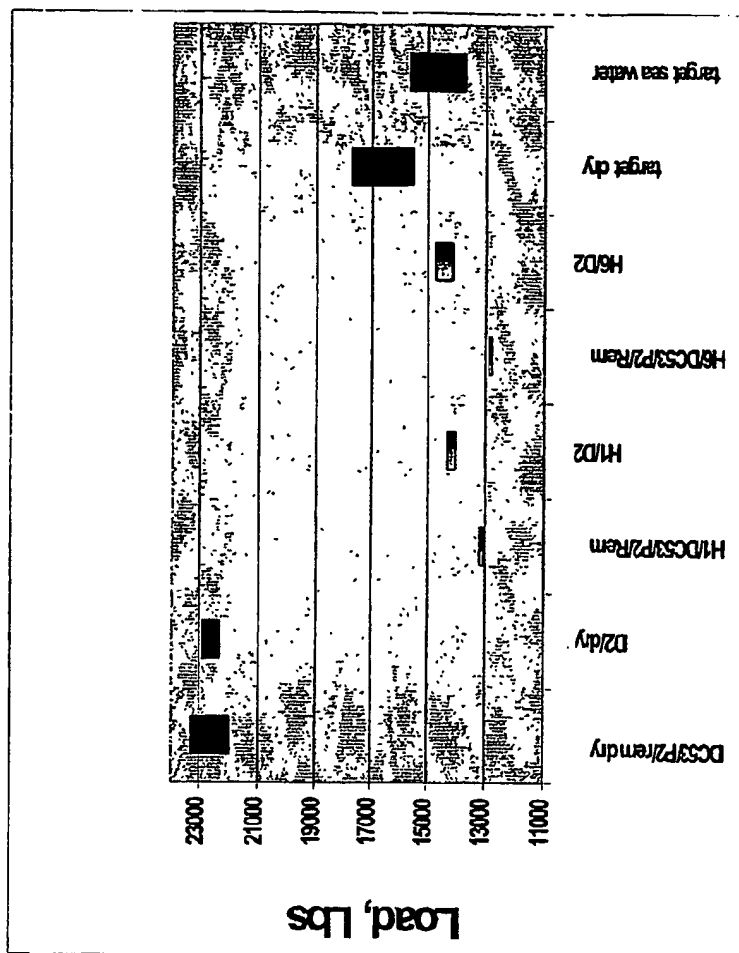 Load, Lbs
23000
21000
19000
17000
15000
13000
11000
DC53/P2/rem dry
D2/dry
H1/DC53/P2/Rem
H1/D2
H6/DC53/P2/Rem
H6/D2
target dry
target sea water